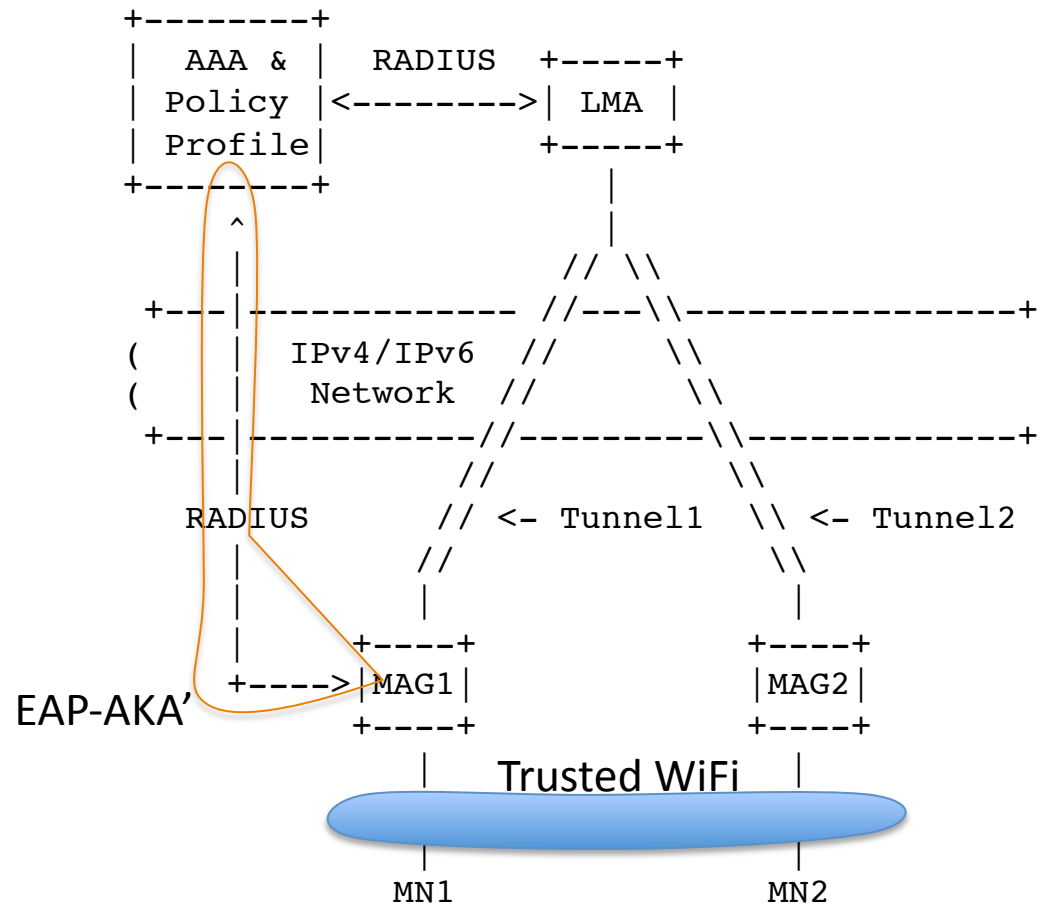 +--------+
|  AAA & |  RADIUS  +-----+
| Policy |<-------->| LMA |
| Profile|          +-----+
+--------+             |
^                      |
|                // \\
+---|------------- //---\\-----------------+
(    |  IPv4/IPv6  //     \\
(    |   Network  //       \\
+---|-----------//---------\\-------------+
|          //           \\
RADIUS      // <- Tunnel1  \\ <- Tunnel2
|        //               \\
|        |                 |
|     +----+            +----+
+---->|MAG1|            |MAG2|
EAP-AKA’
+----+            +----+
|   Trusted WiFi   |
|                  |
MN1                MN2